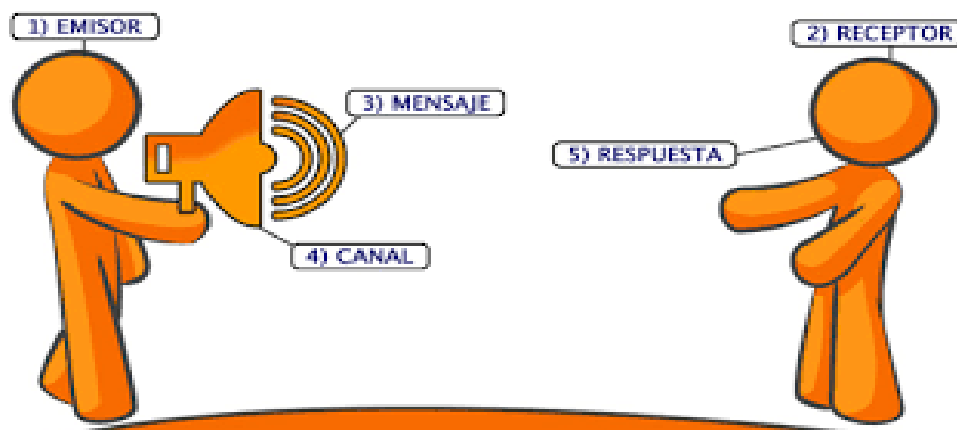 1) EMISOR
2) RECEPTOR
3) MENSAJE
5) RESPUESTA
4) CANAL